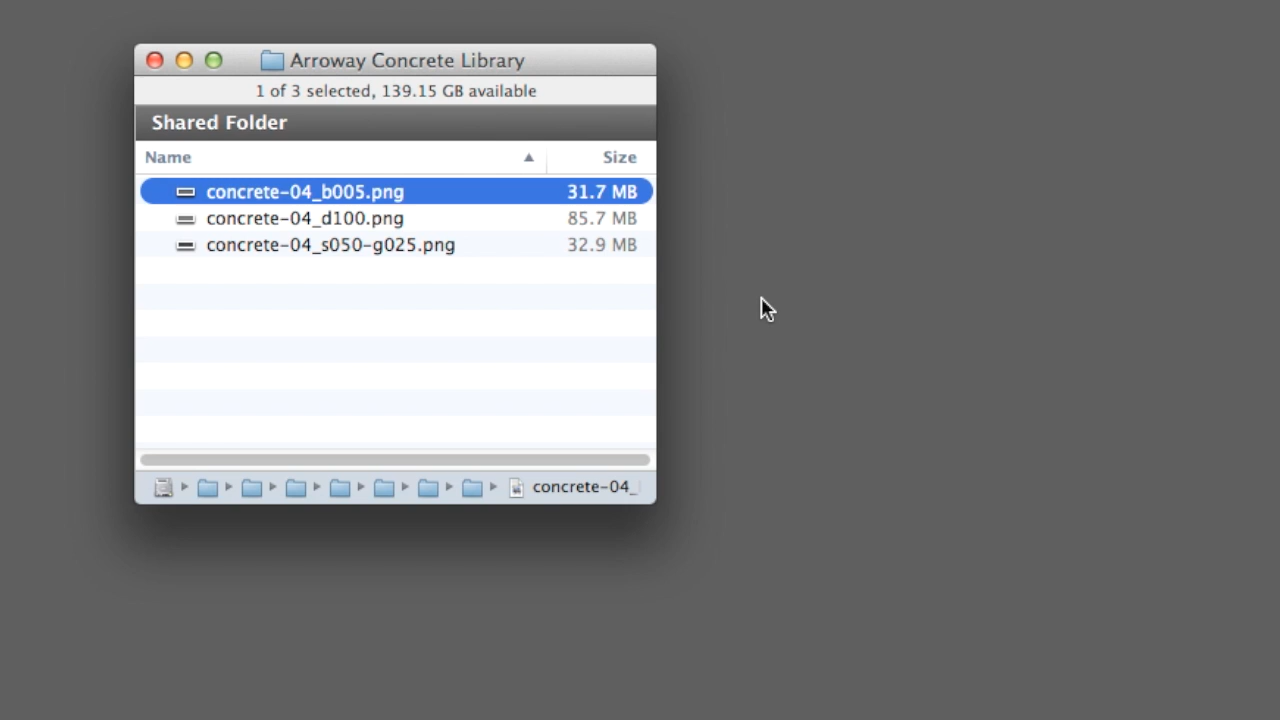 Arroway Concrete Library
1 of 3 selected, 139.15 GB available
Shared Folder
Name Size
concrete-04_b005.png 31.7 MB
concrete-04_d100.png 85.7 MB
concrete-04_s050-g025.png 32.9 MB
concrete-04_